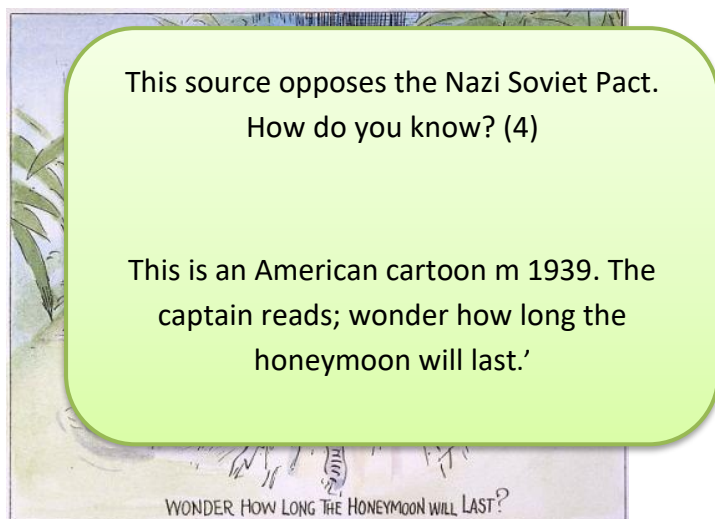 This source opposes the Nazi Soviet Pact.
How do you know? (4)
This is an American cartoon m 1939. The
captain reads; wonder how long the
honeymoon will last.’
WONDER HOW LONG THE HONEYMOON WILL LAST?